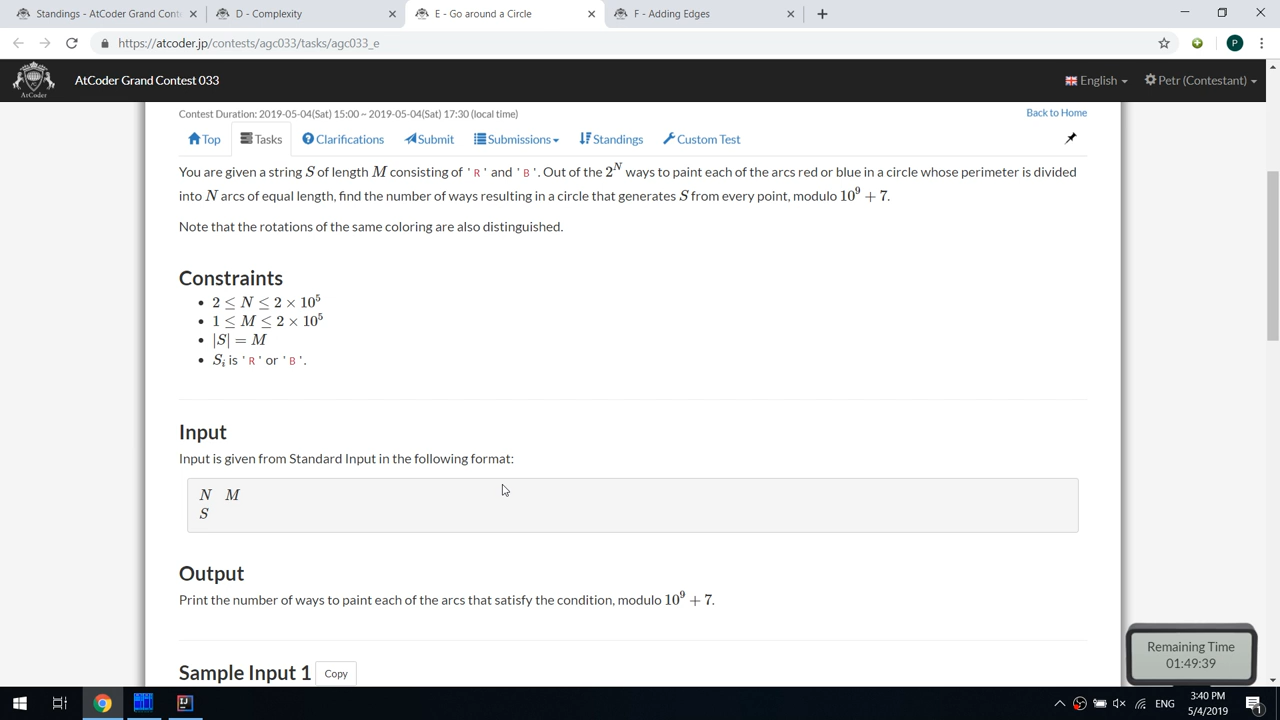 Standings - AtCoder Grand Cont
D - Complexity
E - Go around a Circle
F - Adding Edges
https://atcoder.jp/contests/agc033/tasks/agc033_e
P
AtCoder Grand Contest 033
English
Petr (Contestant)
Contest Duration: 2019-05-04(Sat) 15:00 ~ 2019-05-04(Sat) 17:30 (local time)
Back to Home
Top
Tasks
Clarifications
Submit
Submissions
Standings
Custom Test
You are given a string S of length M consisting of 'R' and 'B'. Out of the 2^N ways to paint each of the arcs red or blue in a circle whose perimeter is divided
into N arcs of equal length, find the number of ways resulting in a circle that generates S from every point, modulo 10^9 + 7.
Note that the rotations of the same coloring are also distinguished.
Constraints
• 2 ≤ N ≤ 2 × 10^5
• 1 ≤ M ≤ 2 × 10^5
• |S| = M
• S_i is 'R' or 'B'.
Input
Input is given from Standard Input in the following format:
N M
S
Output
Print the number of ways to paint each of the arcs that satisfy the condition, modulo 10^9 + 7.
Sample Input 1
Copy
Remaining Time
01:49:39
ENG
3:40 PM
5/4/2019
1